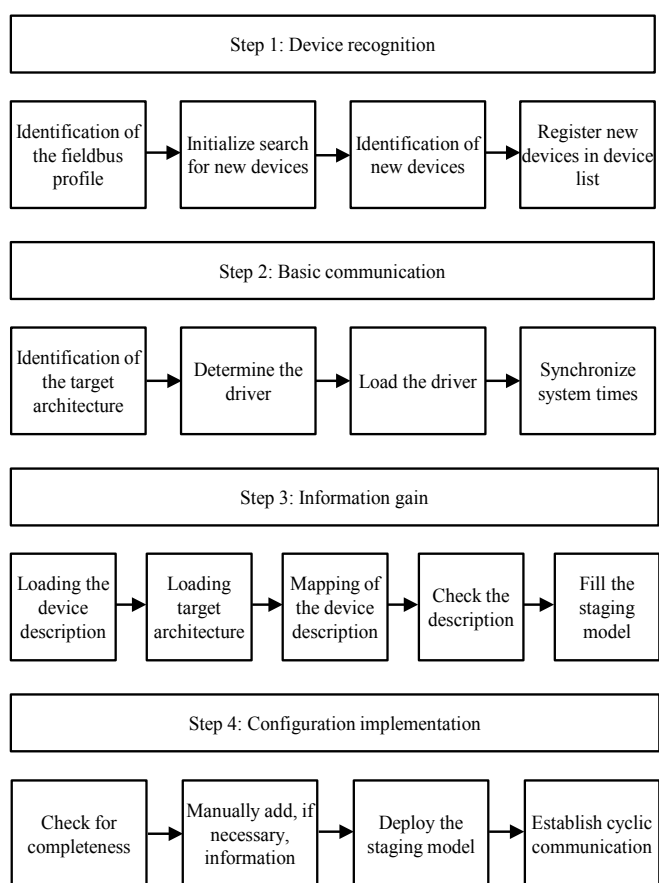 Step 1: Device recognition
Identification of
the fieldbus
profile
Initialize search
for new devices
Identification of
new devices
Register new
devices in device
list
Step 2: Basic communication
Identification of
the target
architecture
Determine the
driver
Load the driver
Synchronize
system times
Step 3: Information gain
Loading the
device
description
Loading
target
architecture
Mapping of
the device
description
Check the
description
Fill the
staging
model
Step 4: Configuration implementation
Check for
completeness
Manually add, if
necessary,
information
Deploy the
staging model
Establish cyclic
communication